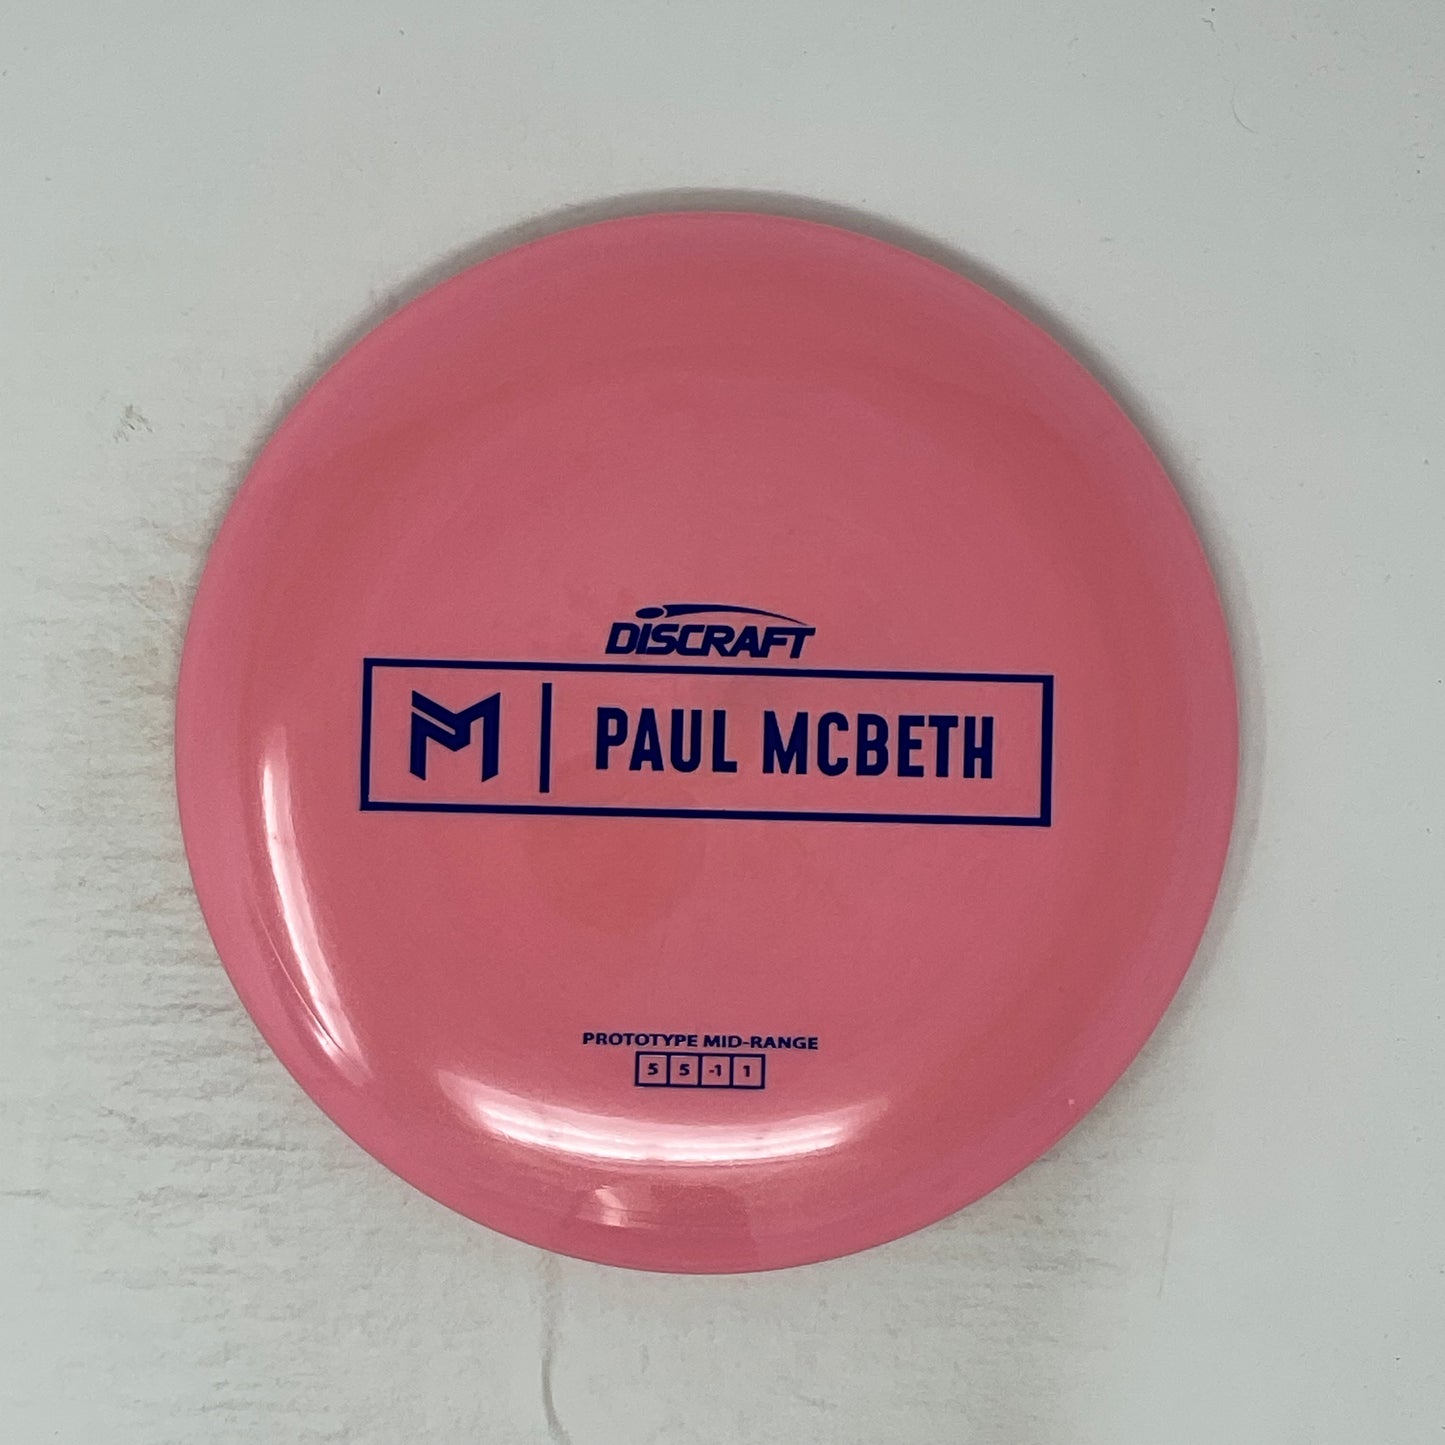 DISCRAFT
M PAUL MCBETH
PROTOTYPE MID-RANGE
5 5 -1 1